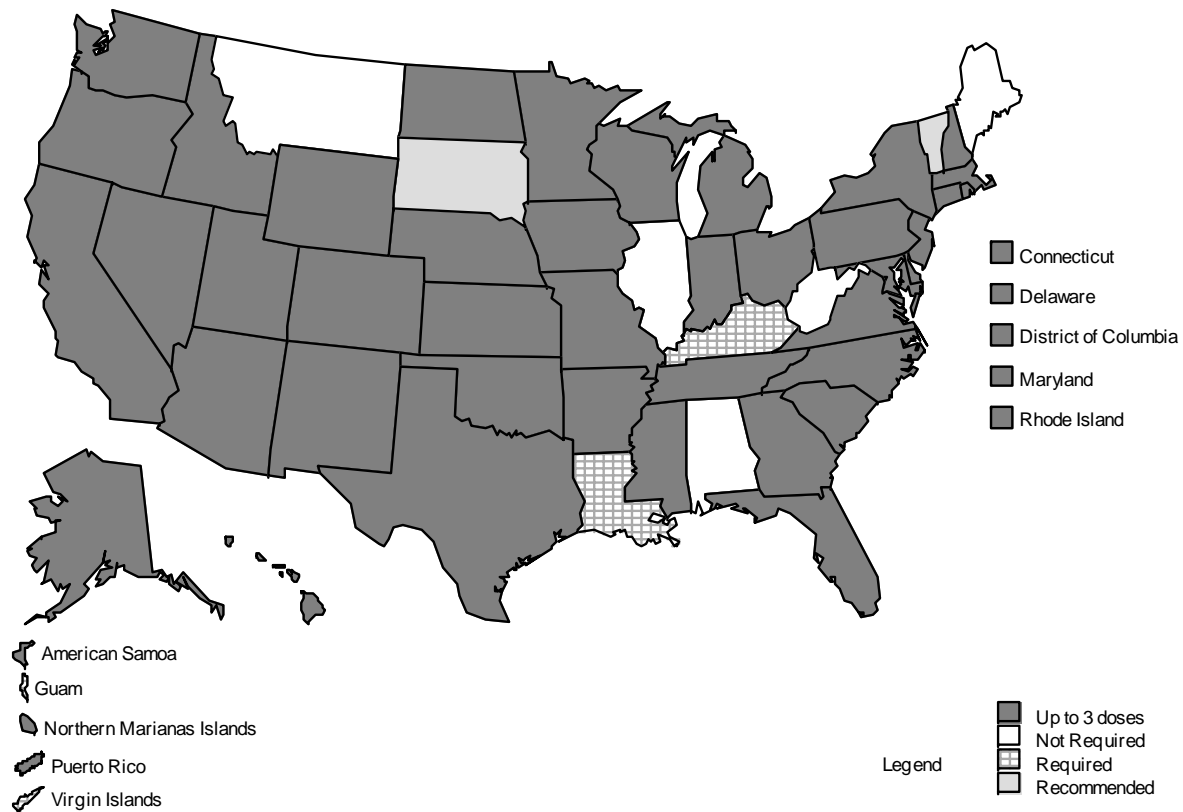 Connecticut
Delaware
District of Columbia
Maryland
Rhode Island
American Samoa
Guam
Northern Marianas Islands
Puerto Rico
Virgin Islands
Legend
Up to 3 doses
Not Required
Required
Recommended